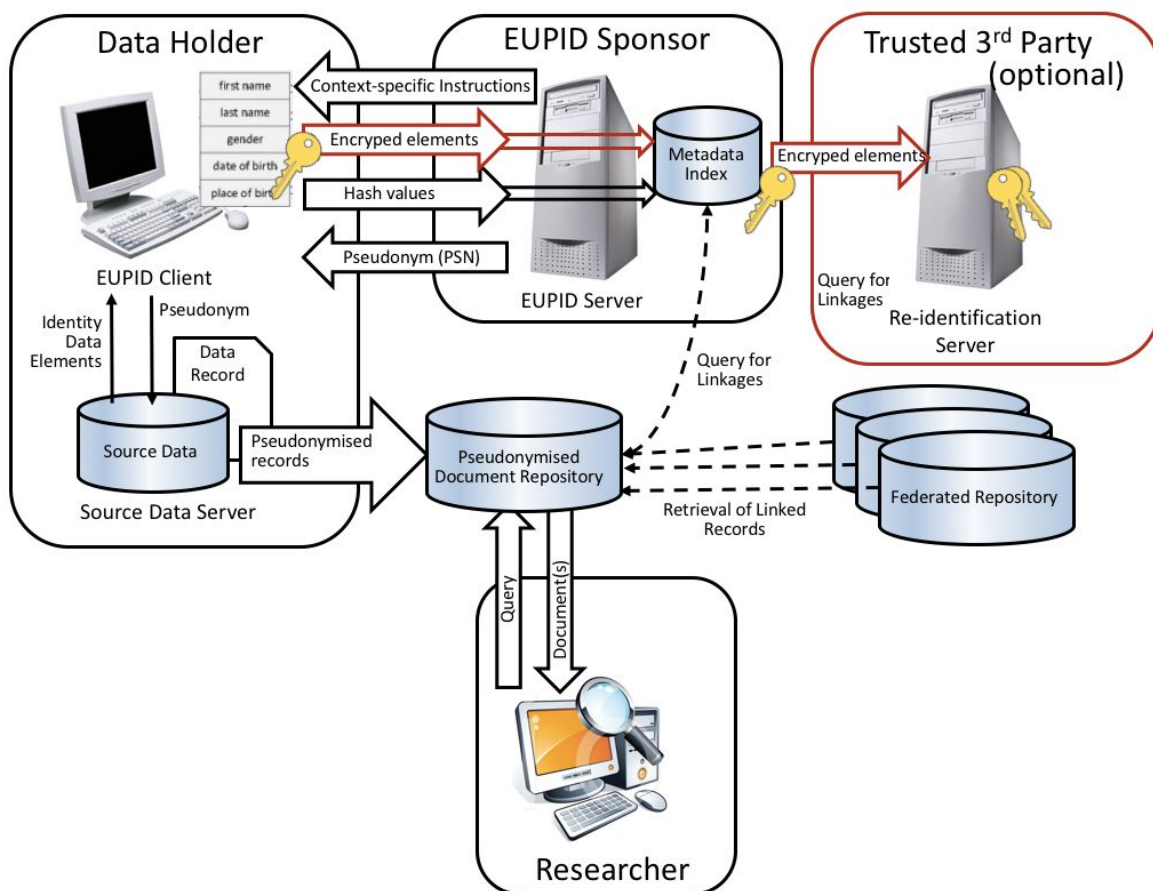 Data Holder
first name
last name
gender
date of birth
place of birth
EUPID Client
Identity
Data
Elements
Pseudonym
Data
Record
Source Data
Source Data Server
EUPID Sponsor
Context-specific Instructions
Encryped elements
Hash values
Pseudonym (PSN)
EUPID Server
Metadata
Index
Trusted 3rd Party
(optional)
Encryped elements
Query for
Linkages
Re-identification
Server
Query for
Linkages
Pseudonymised
records
Pseudonymised
Document Repository
Retrieval of Linked
Records
Federated Repository
Query
Document(s)
Researcher